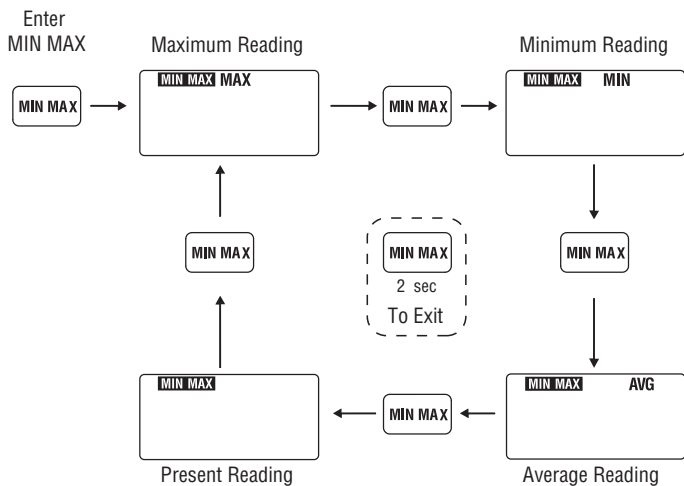 Enter
MIN MAX
Maximum Reading
Minimum Reading
MIN MAX
MIN MAX MAX
MIN MAX
MIN MAX MIN
MIN MAX
MIN MAX
2 sec
To Exit
MIN MAX
MIN MAX
MIN MAX
MIN MAX AVG
Present Reading
Average Reading